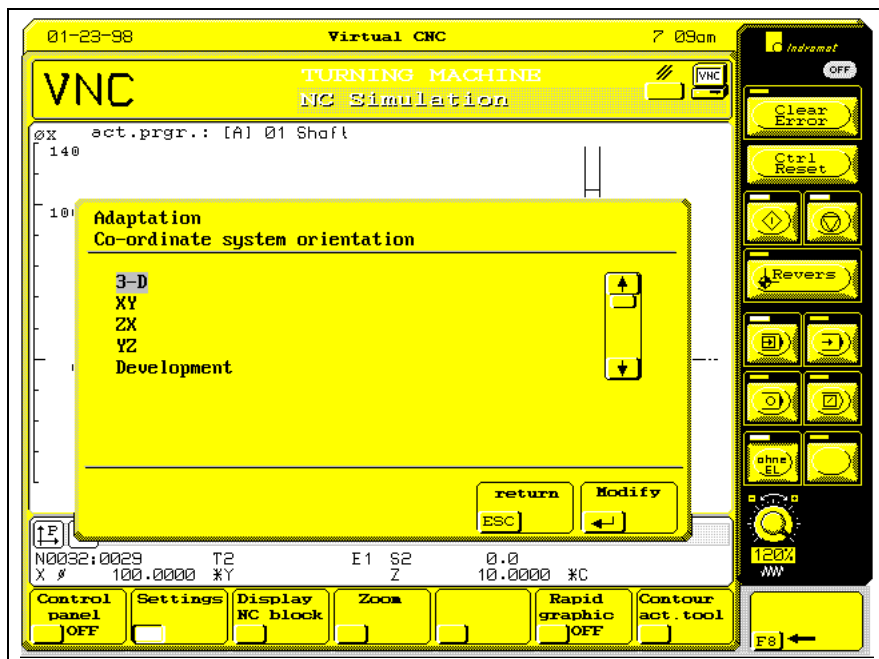 01-23-98 Virtual CNC 7 09am
VNC
TURNING MACHINE
NC Simulation
VNC
øX act.prgr.: [A] 01 Shaft
140
10
Adaptation
Co-ordinate system orientation
3-D
XY
ZX
YZ
Development
return
ESC
Modify
P
N0032:0029 T2 E1 S2 0.0
X ø 100.0000 *Y Z 10.0000 *C
Control panel OFF
Settings
Display NC block
Zoom
Rapid graphic OFF
Contour act.tool
F8
Indramat
OFF
Clear Error
Ctrl Reset
Revers
ohne EL
120%